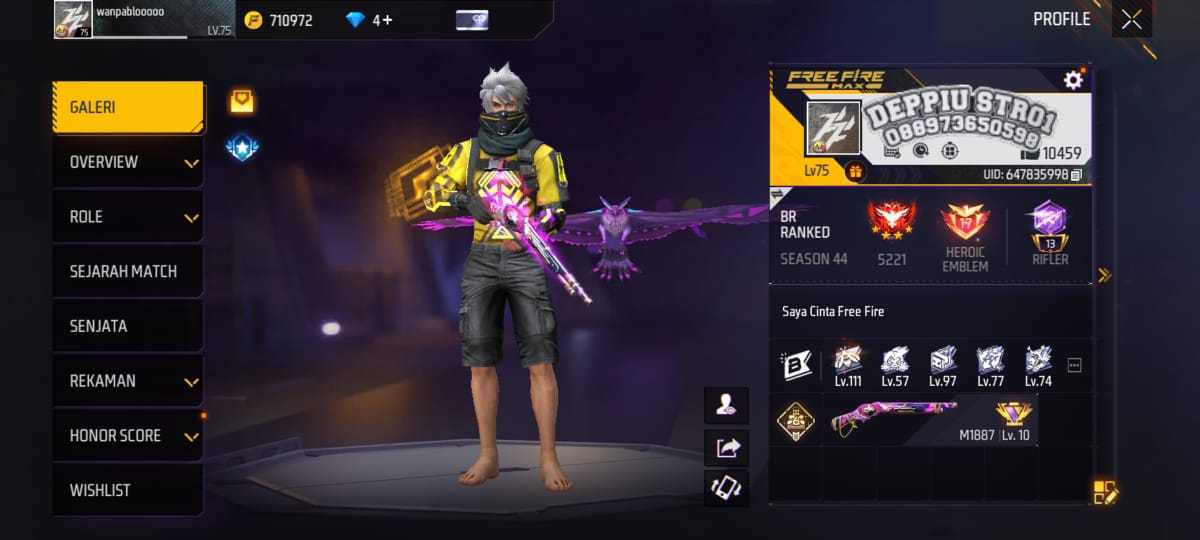 wanpablooooo
75
LV.75
710972
4+
PROFILE
GALERI
OVERVIEW
ROLE
SEJARAH MATCH
SENJATA
REKAMAN
HONOR SCORE
WISHLIST
FREE FIRE
MAX
DEPPIU STR01
088973650598
10459
Lv75
UID: 647835998
BR
RANKED
SEASON 44
5221
17
HEROIC
EMBLEM
13
RIFLER
Saya Cinta Free Fire
B
Lv.111
Lv.57
Lv.97
Lv.77
Lv.74
M1887
Lv. 10